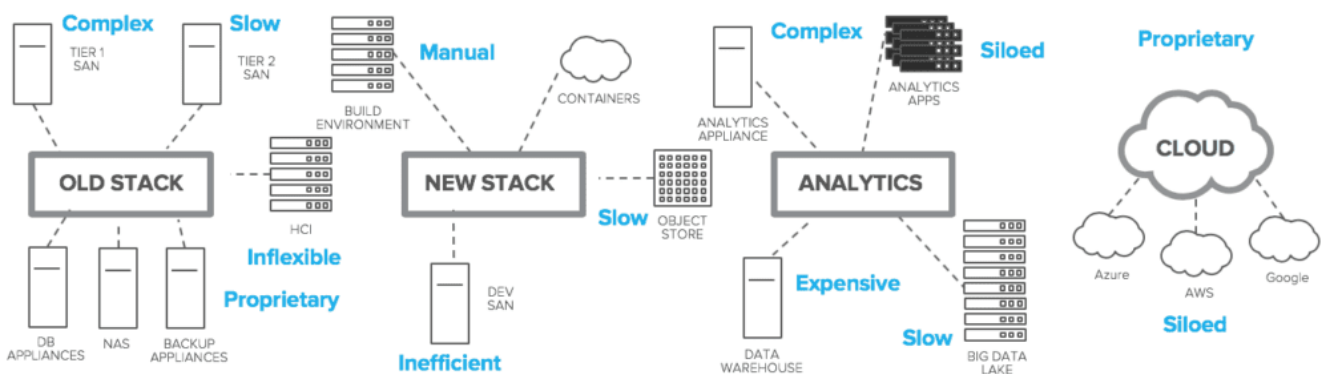 Complex
TIER 1
SAN
Slow
TIER 2
SAN
OLD STACK
HCI
Inflexible
Proprietary
DB
APPLIANCES
NAS
BACKUP
APPLIANCES
Manual
BUILD
ENVIRONMENT
CONTAINERS
NEW STACK
Slow
OBJECT
STORE
DEV
SAN
Inefficient
Complex
ANALYTICS
APPLIANCE
Siloed
ANALYTICS
APPS
ANALYTICS
Expensive
DATA
WAREHOUSE
Slow
BIG DATA
LAKE
Proprietary
CLOUD
Azure
AWS
Google
Siloed